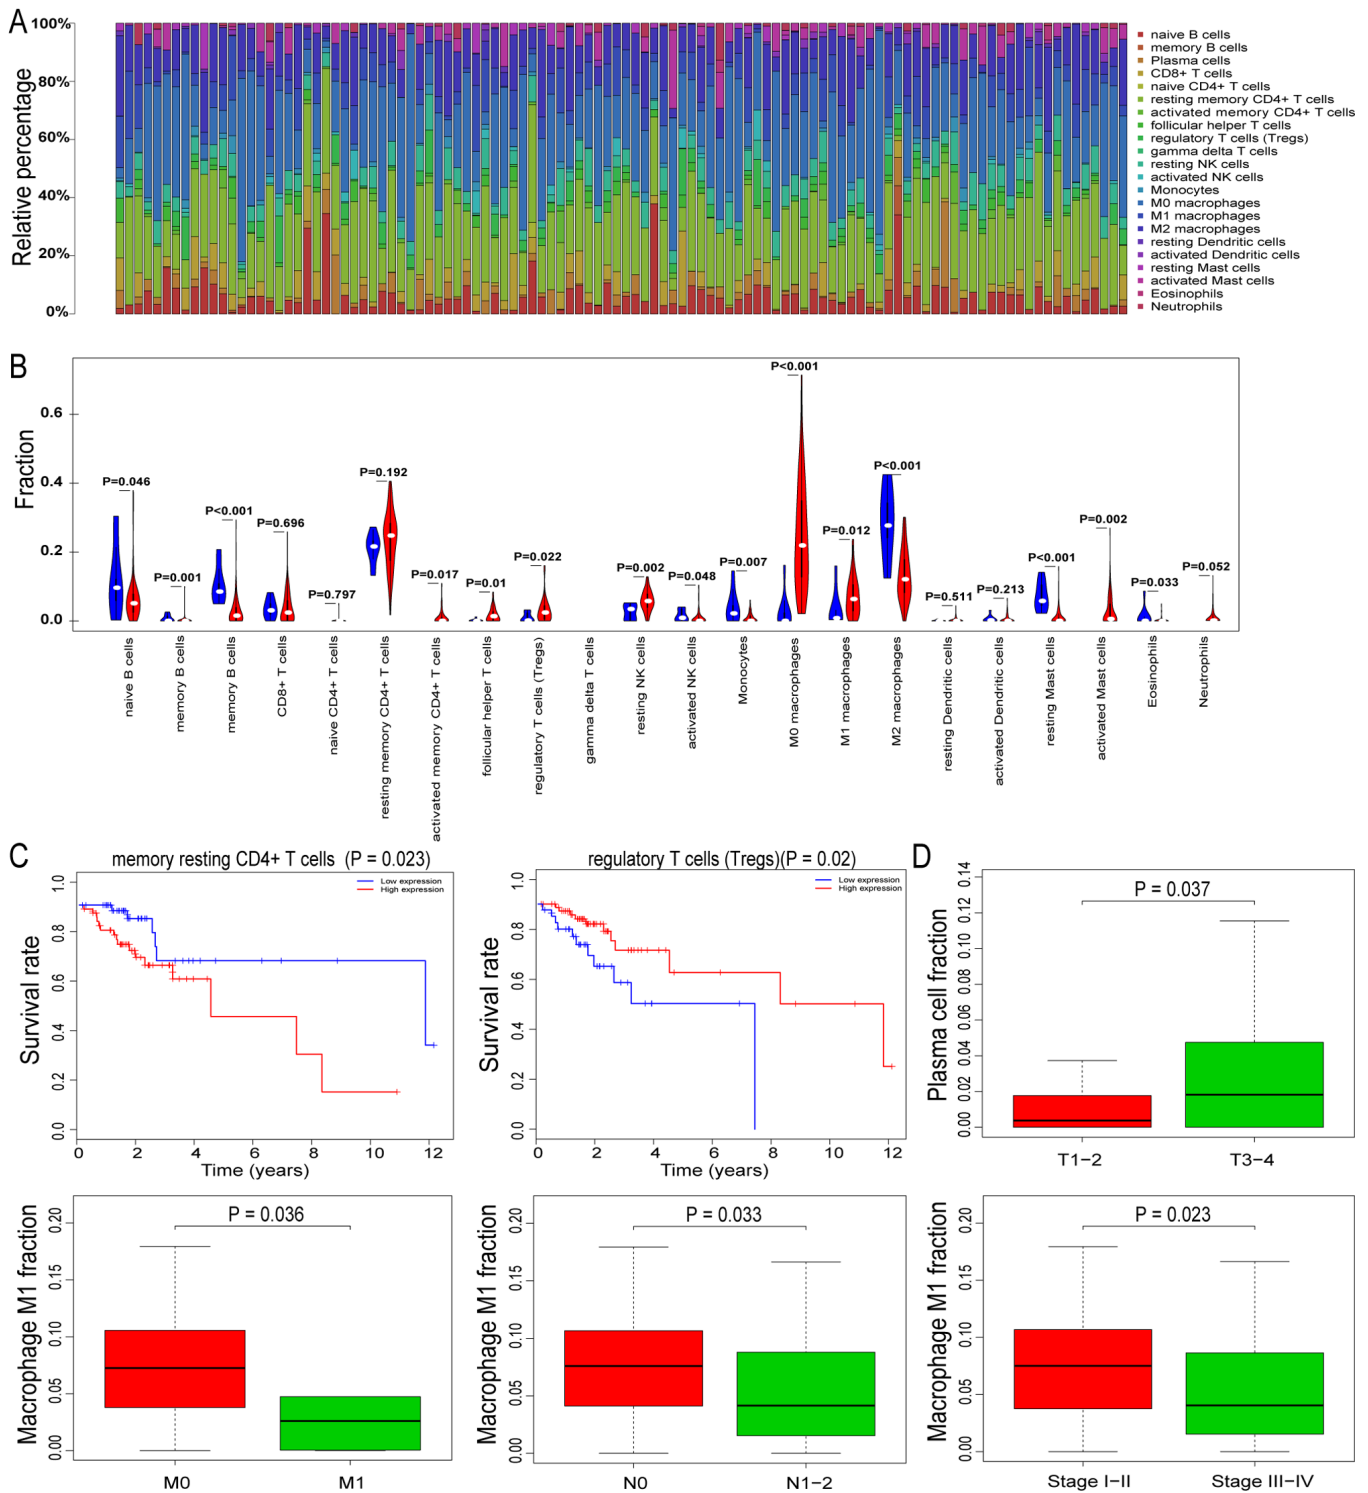 A
Relative percentage
100%
80%
60%
40%
20%
0%
naive B cells
memory B cells
Plasma cells
CD8+ T cells
naive CD4+ T cells
resting memory CD4+ T cells
activated memory CD4+ T cells
follicular helper T cells
regulatory T cells (Tregs)
gamma delta T cells
resting NK cells
activated NK cells
Monocytes
M0 macrophages
M1 macrophages
M2 macrophages
resting Dendritic cells
activated Dendritic cells
resting Mast cells
activated Mast cells
Eosinophils
Neutrophils
B
Fraction
0.6
0.4
0.2
0.0
P=0.046
P=0.001
P<0.001
P=0.696
P=0.797
P=0.192
P=0.017
P=0.01
P=0.022
P=0.002
P=0.048
P=0.007
P<0.001
P=0.012
P<0.001
P=0.511
P=0.213
P<0.001
P=0.002
P=0.033
P=0.052
naive B cells
memory B cells
memory B cells
CD8+ T cells
naive CD4+ T cells
resting memory CD4+ T cells
activated memory CD4+ T cells
follicular helper T cells
regulatory T cells (Tregs)
gamma delta T cells
resting NK cells
activated NK cells
Monocytes
M0 macrophages
M1 macrophages
M2 macrophages
resting Dendritic cells
activated Dendritic cells
resting Mast cells
activated Mast cells
Eosinophils
Neutrophils
C
memory resting CD4+ T cells (P = 0.023)
Low expression
High expression
Survival rate
1.0
0.8
0.6
0.4
0.2
0.0
0 2 4 6 8 10 12
Time (years)
regulatory T cells (Tregs)(P = 0.02)
Low expression
High expression
Survival rate
1.0
0.8
0.6
0.4
0.2
0.0
0 2 4 6 8 10 12
Time (years)
D
P = 0.037
Plasma cell fraction
0.14
0.12
0.10
0.08
0.06
0.04
0.02
0.00
T1-2 T3-4
P = 0.036
Macrophage M1 fraction
0.20
0.15
0.10
0.05
0.00
M0 M1
P = 0.033
Macrophage M1 fraction
0.20
0.15
0.10
0.05
0.00
N0 N1-2
P = 0.023
Macrophage M1 fraction
0.20
0.15
0.10
0.05
0.00
Stage I-II Stage III-IV